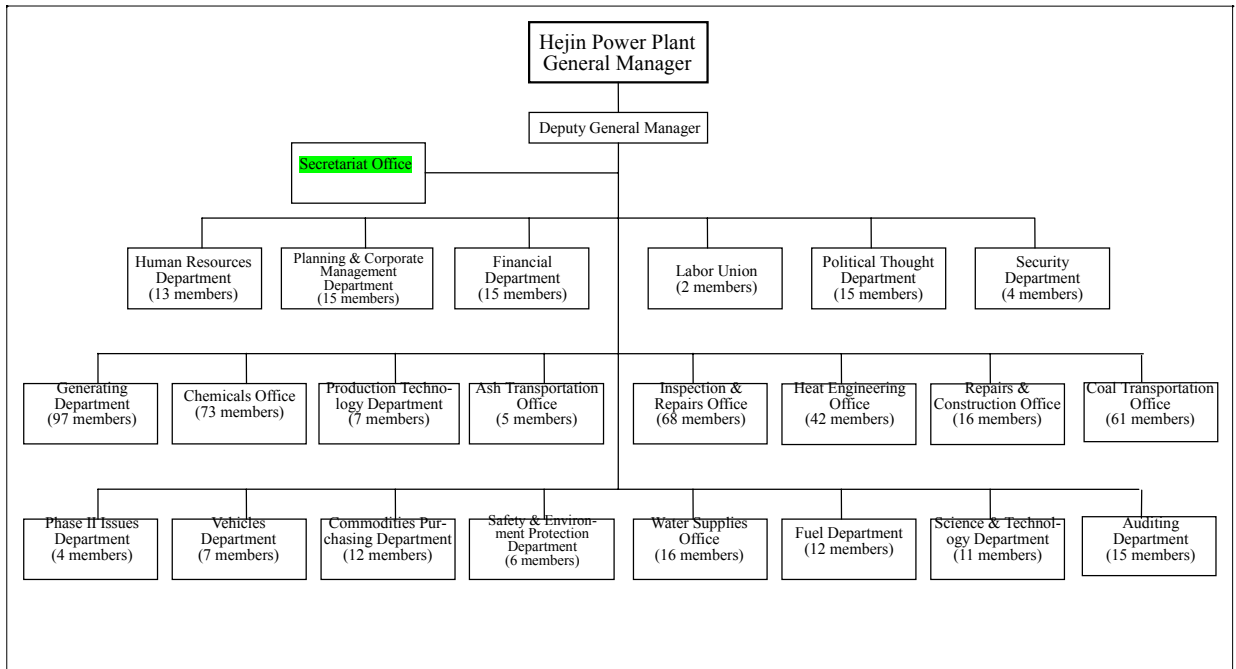 Hejin Power Plant
General Manager
Deputy General Manager
Secretariat Office
Human Resources
Department
(13 members)
Planning & Corporate
Management
Department
(15 members)
Financial
Department
(15 members)
Labor Union
(2 members)
Political Thought
Department
(15 members)
Security
Department
(4 members)
Generating
Department
(97 members)
Chemicals Office
(73 members)
Production Techno-
logy Department
(7 members)
Ash Transportation
Office
(5 members)
Inspection &
Repairs Office
(68 members)
Heat Engineering
Office
(42 members)
Repairs &
Construction Office
(16 members)
Coal Transportation
Office
(61 members)
Phase II Issues
Department
(4 members)
Vehicles
Department
(7 members)
Commodities Pur-
chasing Department
(12 members)
Safety & Environ-
ment Protection
Department
(6 members)
Water Supplies
Office
(16 members)
Fuel Department
(12 members)
Science & Technol-
ogy Department
(11 members)
Auditing
Department
(15 members)